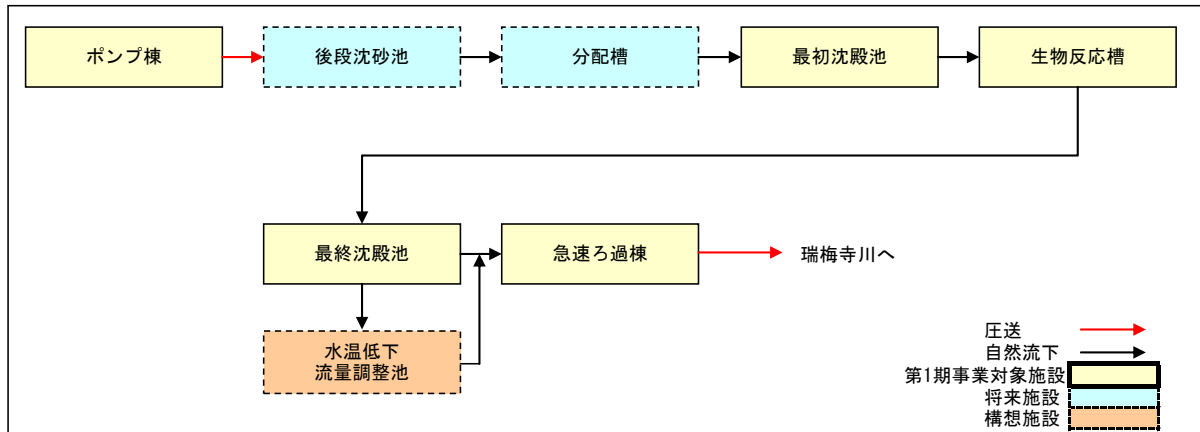 ポンプ棟
後段沈砂池
分配槽
最初沈殿池
生物反応槽
最終沈殿池
急速ろ過棟
瑞梅寺川へ
水温低下
流量調整池
圧送
自然流下
第1期事業対象施設
将来施設
構想施設